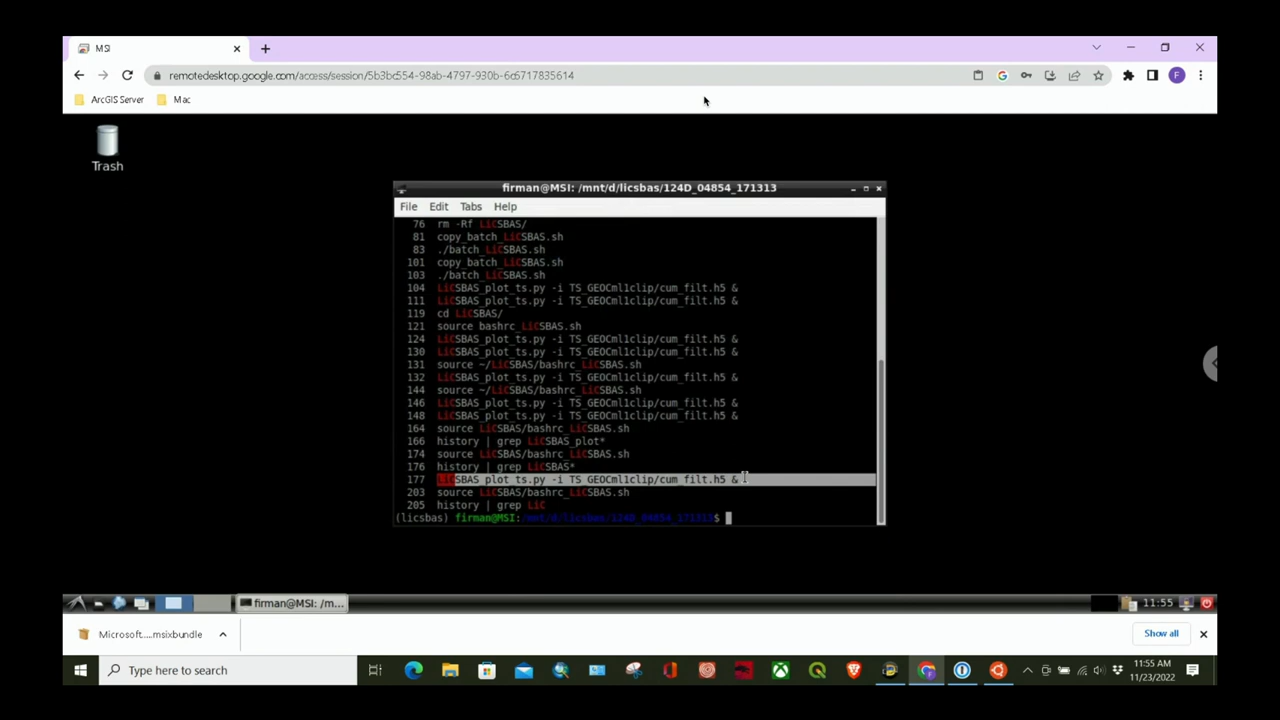 MSI
remotedesktop.google.com/access/session/5b3bc554-98ab-4797-930b-6c6717835614
ArcGIS Server
Mac
Trash
firman@MSI: /mnt/d/licsbas/124D_04854_171313
File Edit Tabs Help
76 rm -Rf LiCSBAS/
81 copy_batch_LiCSBAS.sh
83 ./batch_LiCSBAS.sh
101 copy_batch_LiCSBAS.sh
103 ./batch_LiCSBAS.sh
104 LiCSBAS_plot_ts.py -i TS_GEOCml1clip/cum_filt.h5 &
111 LiCSBAS_plot_ts.py -i TS_GEOCml1clip/cum_filt.h5 &
119 cd LiCSBAS/
121 source bashrc_LiCSBAS.sh
124 LiCSBAS_plot_ts.py -i TS_GEOCml1clip/cum_filt.h5 &
130 LiCSBAS_plot_ts.py -i TS_GEOCml1clip/cum_filt.h5 &
131 source ~/LiCSBAS/bashrc_LiCSBAS.sh
132 LiCSBAS_plot_ts.py -i TS_GEOCml1clip/cum_filt.h5 &
144 source ~/LiCSBAS/bashrc_LiCSBAS.sh
146 LiCSBAS_plot_ts.py -i TS_GEOCml1clip/cum_filt.h5 &
148 LiCSBAS_plot_ts.py -i TS_GEOCml1clip/cum_filt.h5 &
164 source LiCSBAS/bashrc_LiCSBAS.sh
166 history | grep LiCSBAS_plot*
174 source LiCSBAS/bashrc_LiCSBAS.sh
176 history | grep LiCSBAS*
177 LiCSBAS_plot_ts.py -i TS_GEOCml1clip/cum_filt.h5 &
203 source LiCSBAS/bashrc_LiCSBAS.sh
205 history | grep LiC
(licsbas) firman@MSI:/mnt/d/licsbas/124D_04854_171313$
firman@MSI: /m...
11:55
Microsoft....msixbundle
Show all
Type here to search
11:55 AM
11/23/2022